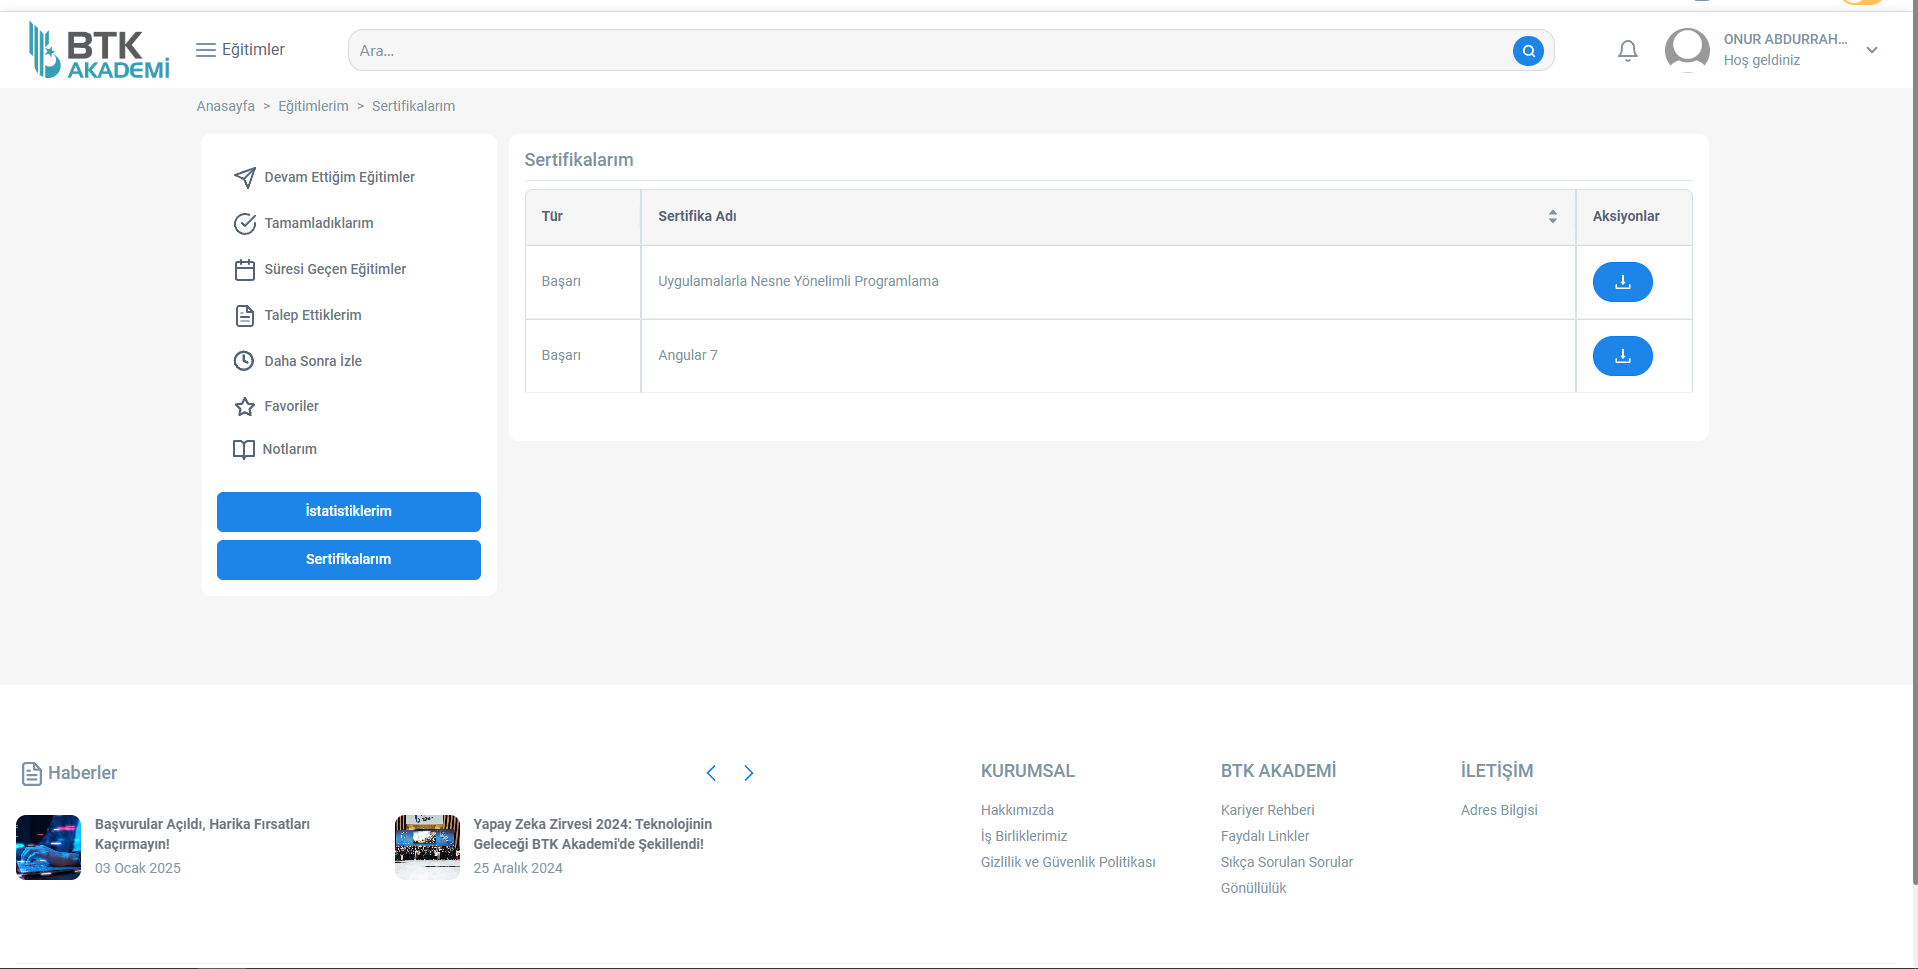 BTK
AKADEMİ
Eğitimler
Ara...
ONUR ABDURRAH...
Hoş geldiniz
Anasayfa > Eğitimlerim > Sertifikalarım
Devam Ettiğim Eğitimler
Tamamladıklarım
Süresi Geçen Eğitimler
Talep Ettiklerim
Daha Sonra İzle
Favoriler
Notlarım
İstatistiklerim
Sertifikalarım
Sertifikalarım
Tür Sertifika Adı Aksiyonlar
Başarı Uygulamalarla Nesne Yönelimli Programlama
Başarı Angular 7
Haberler
Başvurular Açıldı, Harika Fırsatları
Kaçırmayın!
03 Ocak 2025
Yapay Zeka Zirvesi 2024: Teknolojinin
Geleceği BTK Akademi'de Şekillendi!
25 Aralık 2024
KURUMSAL
Hakkımızda
İş Birliklerimiz
Gizlilik ve Güvenlik Politikası
BTK AKADEMİ
Kariyer Rehberi
Faydalı Linkler
Sıkça Sorulan Sorular
Gönüllülük
İLETİŞİM
Adres Bilgisi